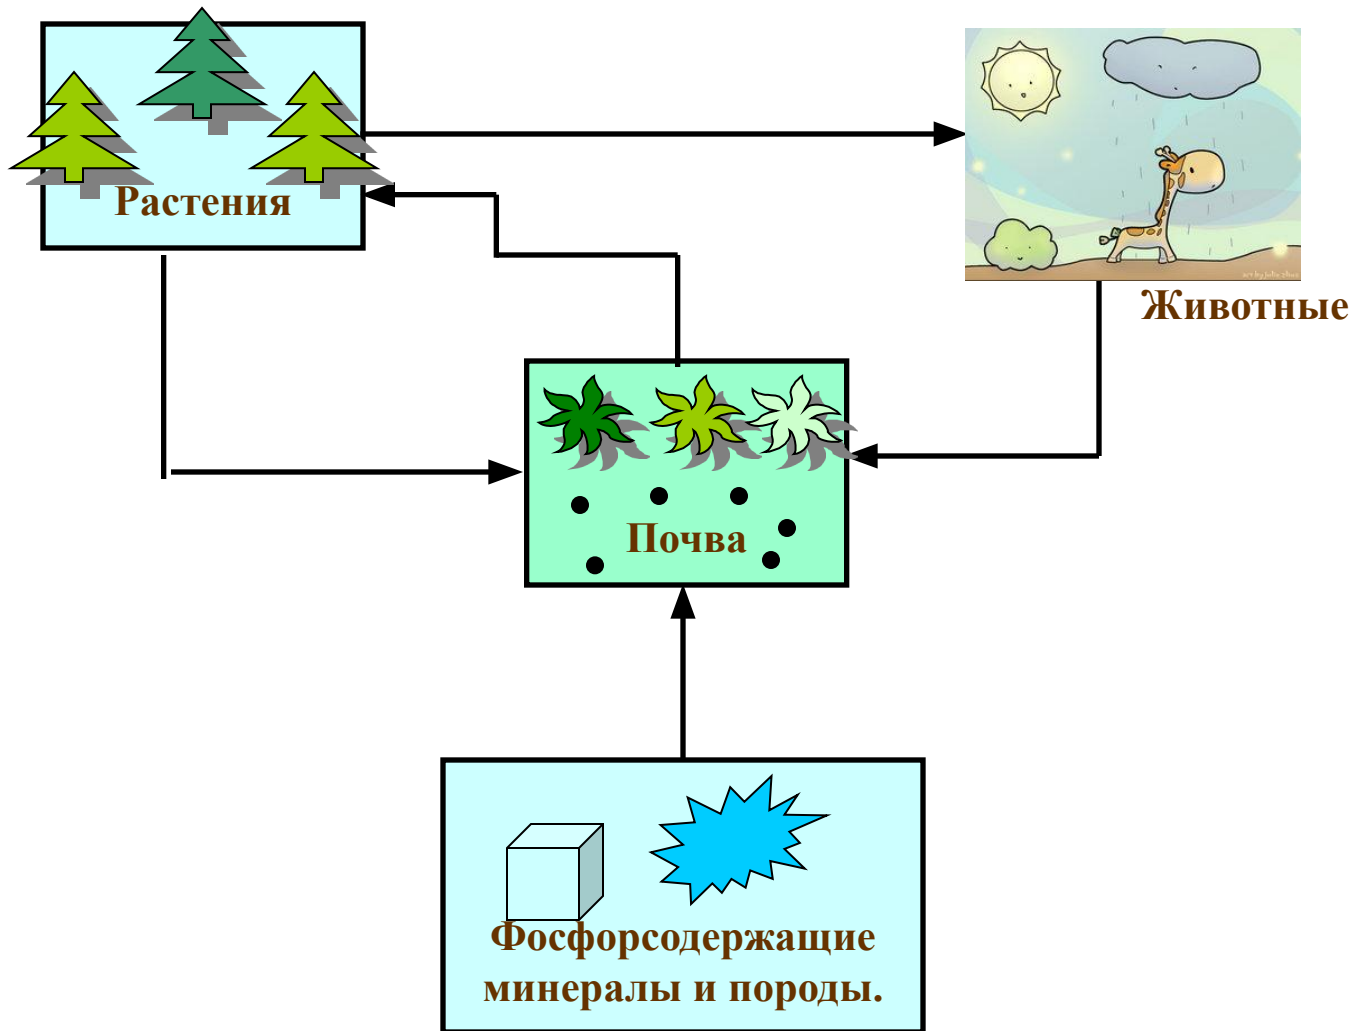 Растения
Животные
Почва
Фосфорсодержащие
минералы и породы.